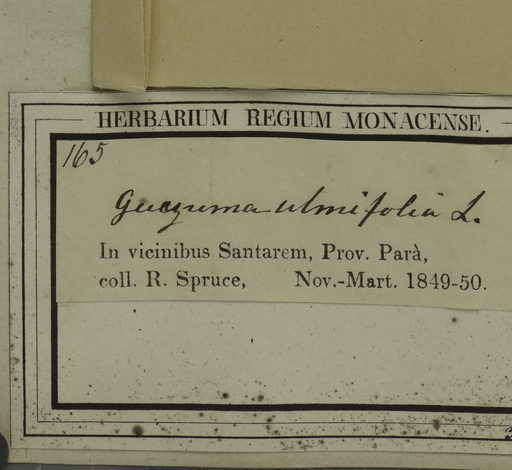 HERBARIUM REGIUM MONACENSE.
165
Guazuma ulmifolia L.
In vicinibus Santarem, Prov. Parà,
coll. R. Spruce, Nov.-Mart. 1849-50.